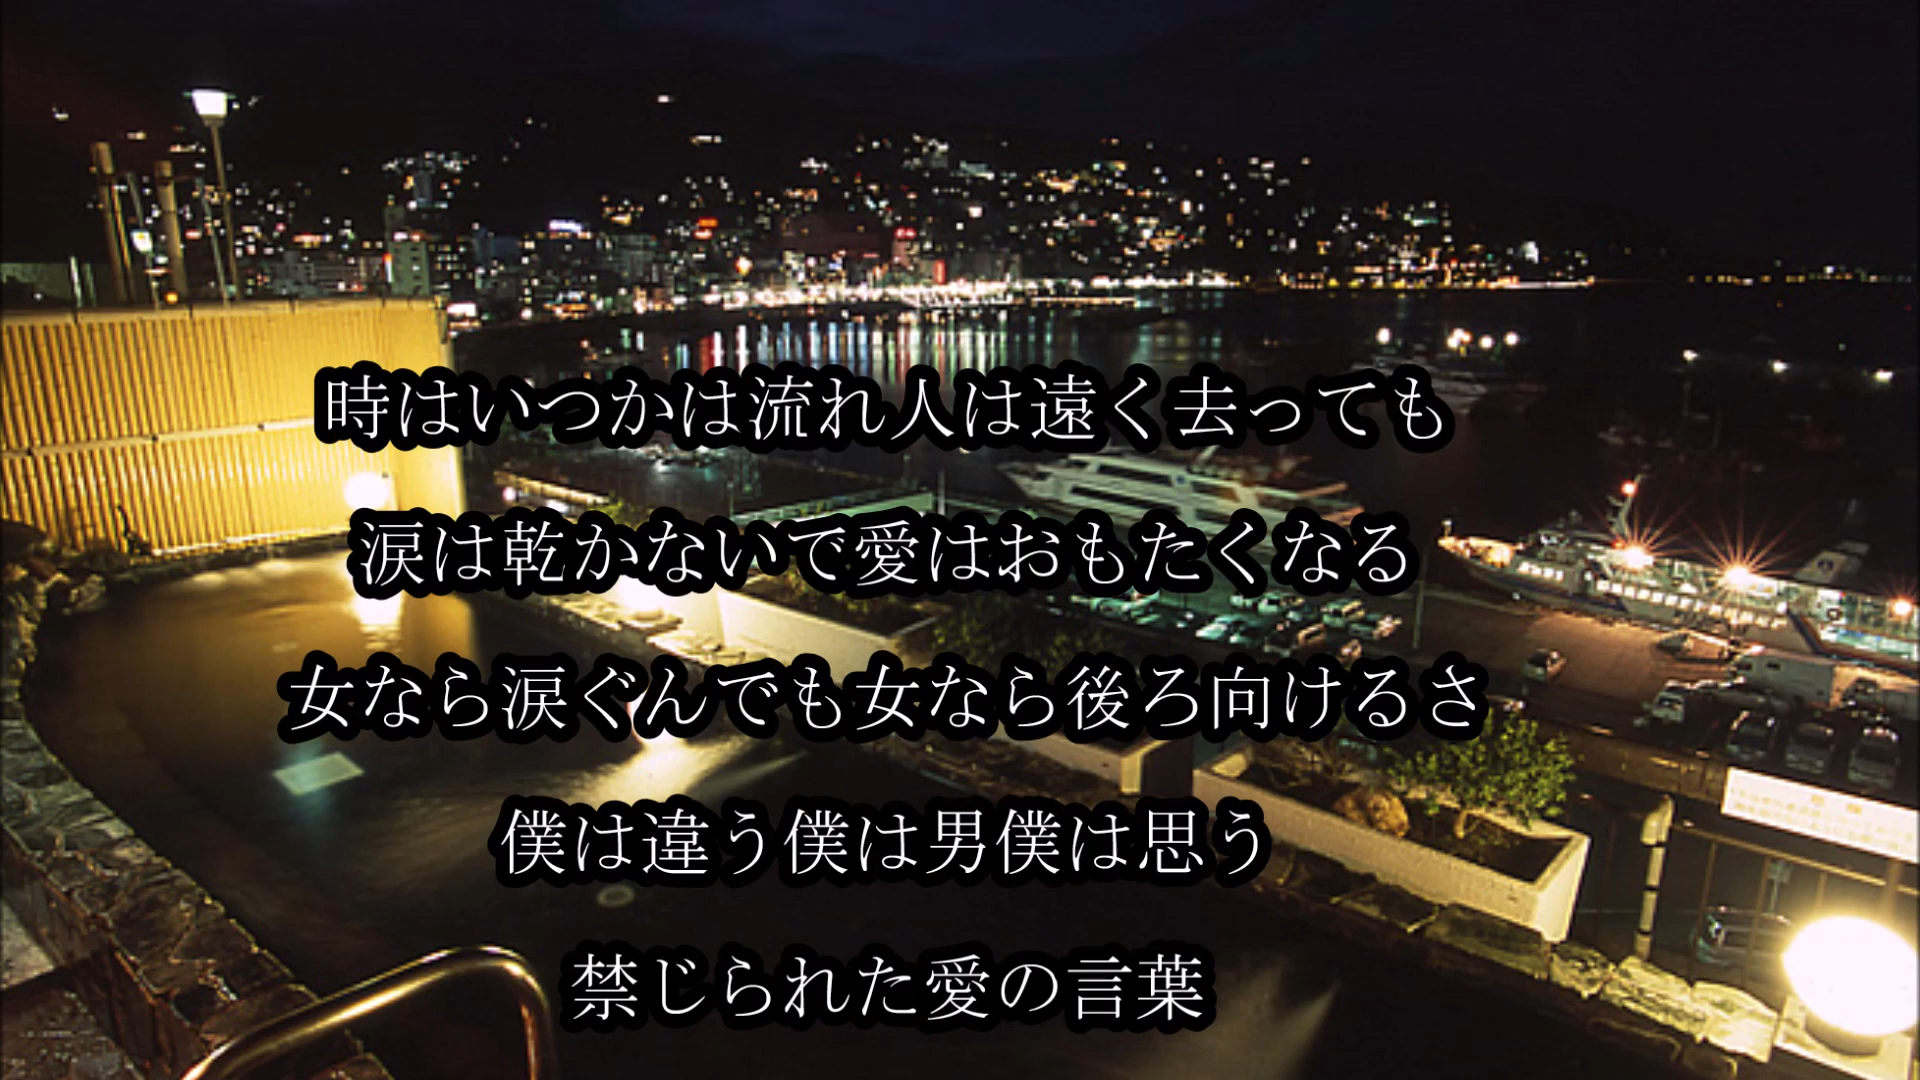 時はいつかは流れ人は遠く去っても
涙は乾かないで愛はおもたくなる
女なら涙ぐんでも女なら後ろ向けるさ
僕は違う僕は男僕は思う
禁じられた愛の言葉